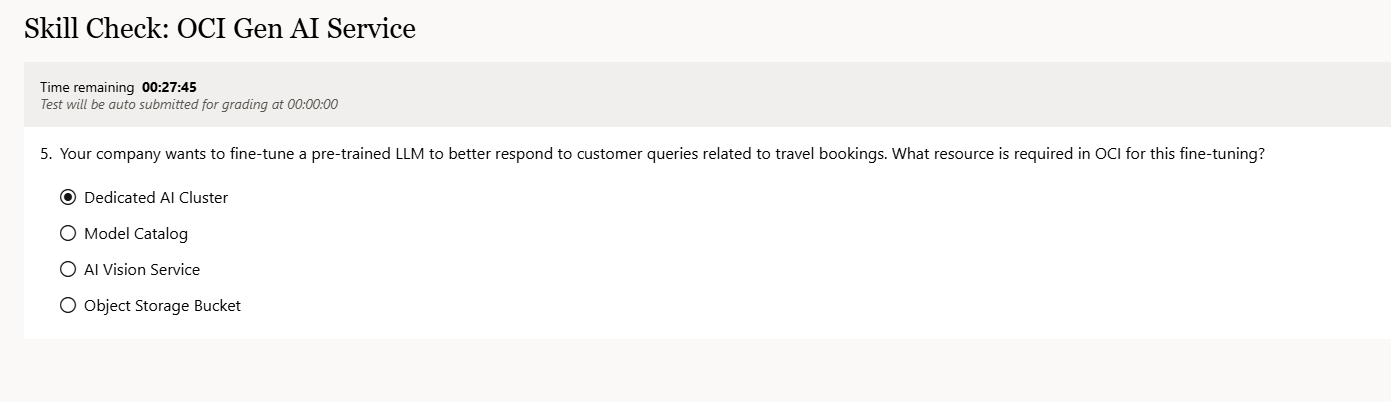 Skill Check: OCI Gen AI Service
Time remaining 00:27:45
Test will be auto submitted for grading at 00:00:00
5. Your company wants to fine-tune a pre-trained LLM to better respond to customer queries related to travel bookings. What resource is required in OCI for this fine-tuning?
Dedicated AI Cluster
Model Catalog
AI Vision Service
Object Storage Bucket